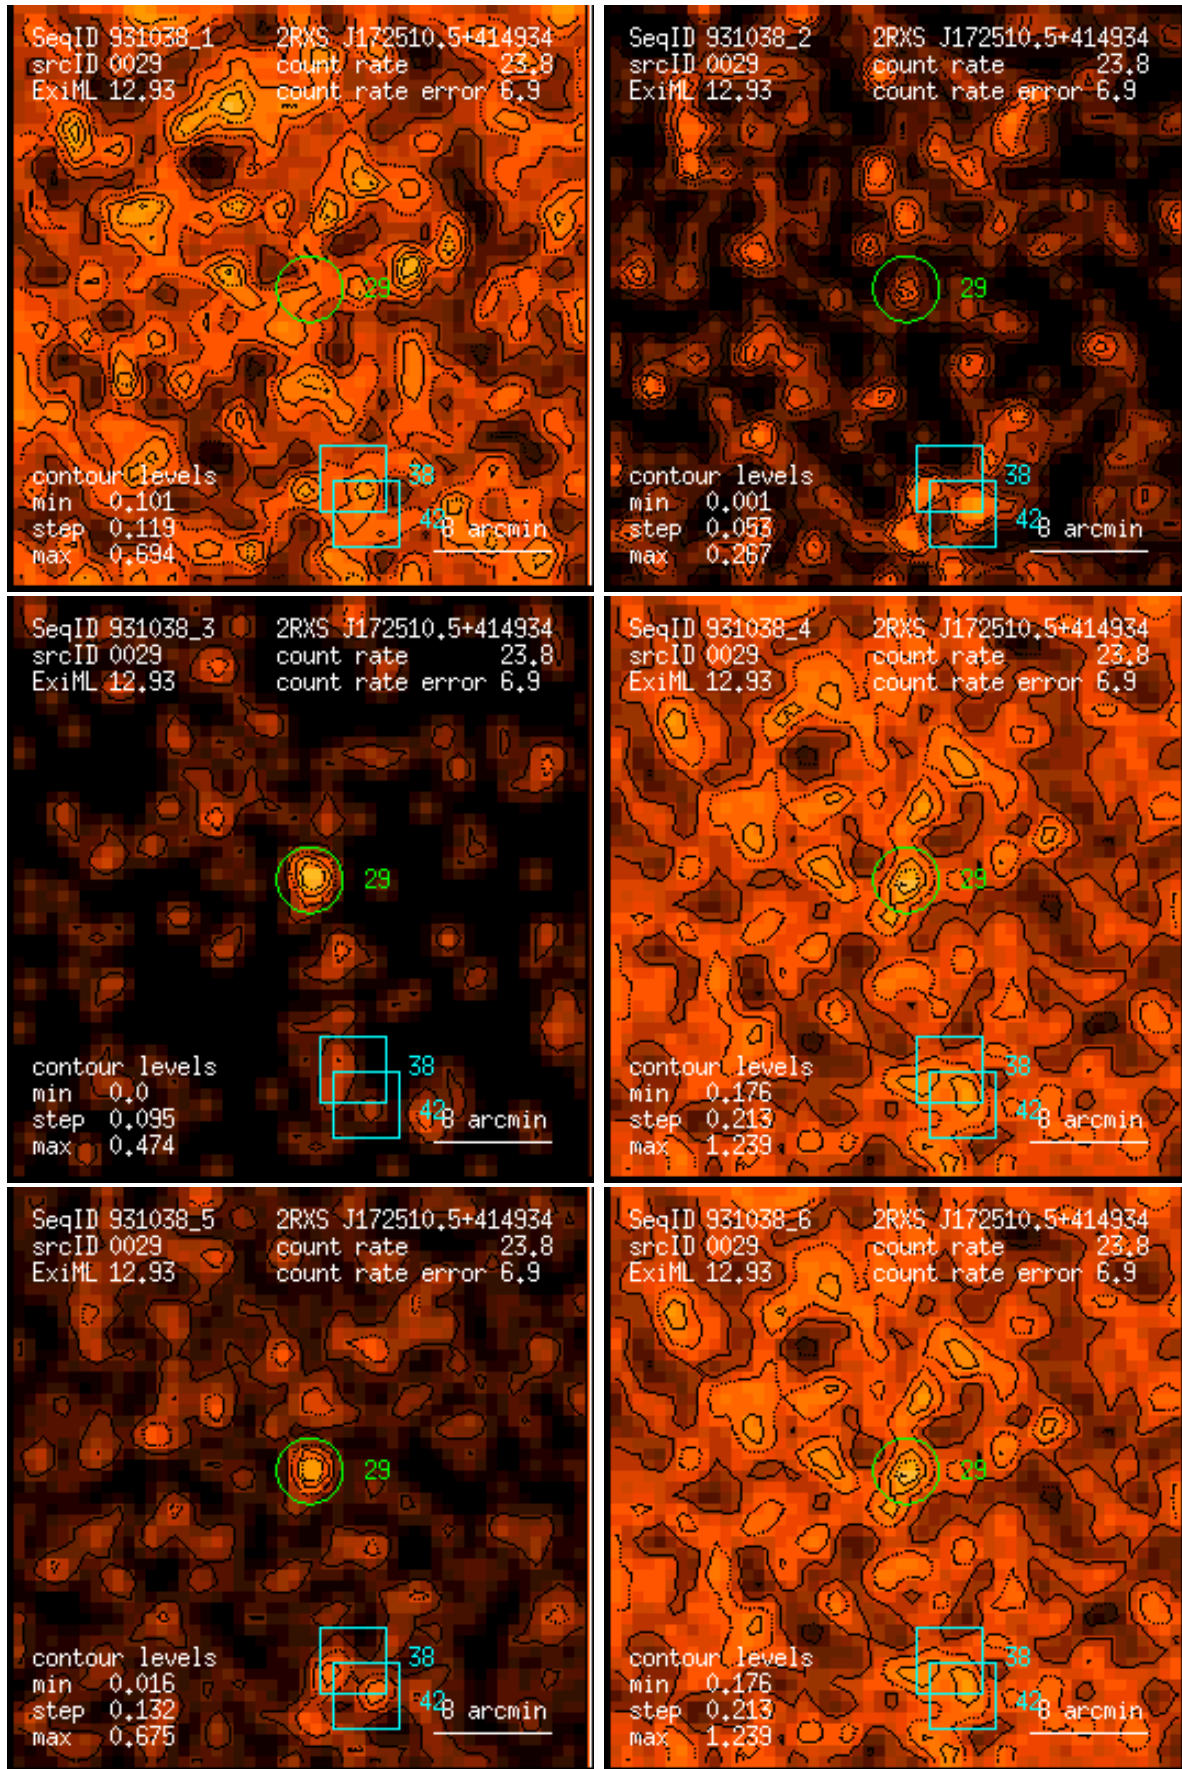 SeqID 931038_1 2RXS J172510.5+414934
srcID 0029 count rate 23.8
ExiML 12.93 count rate error 6.9
29
contour levels 38
min 0.101
step 0.119 42 8 arcmin
max 0.694
SeqID 931038_2 2RXS J172510.5+414934
srcID 0029 count rate 23.8
ExiML 12.93 count rate error 6.9
29
contour levels 38
min 0.001
step 0.053 42 8 arcmin
max 0.267
SeqID 931038_3 2RXS J172510.5+414934
srcID 0029 count rate 23.8
ExiML 12.93 count rate error 6.9
29
contour levels 38
min 0.0
step 0.095 42 8 arcmin
max 0.474
SeqID 931038_4 2RXS J172510.5+414934
srcID 0029 count rate 23.8
ExiML 12.93 count rate error 6.9
29
contour levels 38
min 0.176
step 0.213 42 8 arcmin
max 1.239
SeqID 931038_5 2RXS J172510.5+414934
srcID 0029 count rate 23.8
ExiML 12.93 count rate error 6.9
29
contour levels 38
min 0.016
step 0.132 42 8 arcmin
max 0.675
SeqID 931038_6 2RXS J172510.5+414934
srcID 0029 count rate 23.8
ExiML 12.93 count rate error 6.9
29
contour levels 38
min 0.176
step 0.213 42 8 arcmin
max 1.239